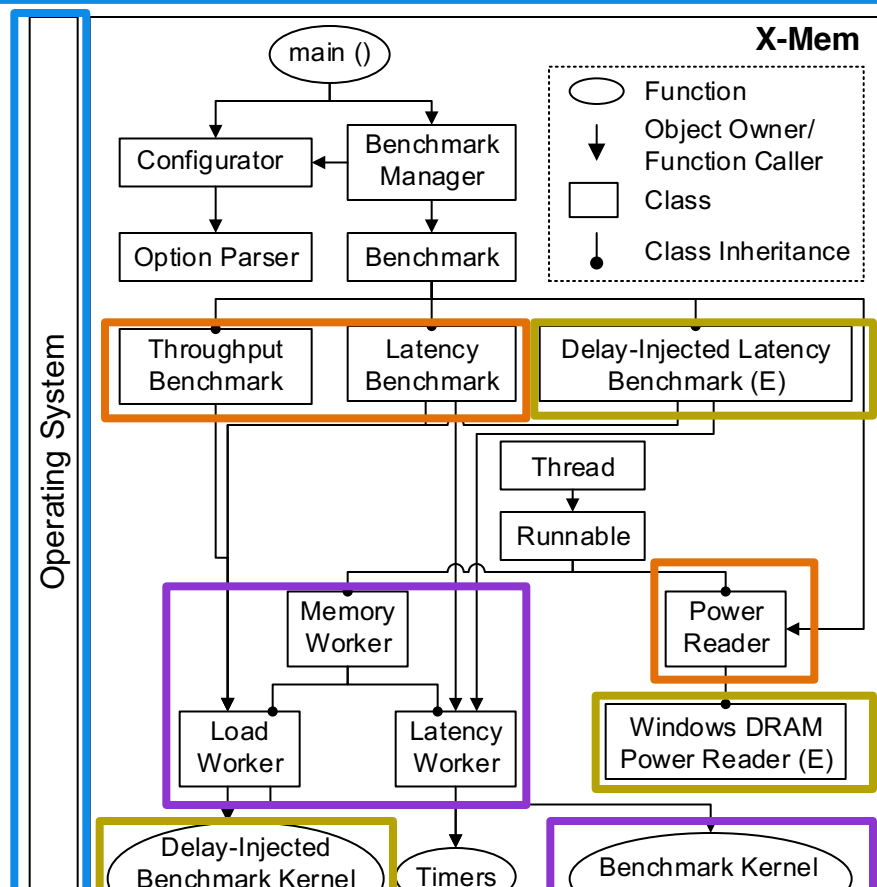 X-Mem
main ()
Function
Object Owner/
Function Caller
Class
Class Inheritance
Configurator
Benchmark
Manager
Option Parser
Benchmark
Operating System
Throughput
Benchmark
Latency
Benchmark
Delay-Injected Latency
Benchmark (E)
Thread
Runnable
Memory
Worker
Power
Reader
Load
Worker
Latency
Worker
Windows DRAM
Power Reader (E)
Delay-Injected
Benchmark Kernel
Timers
Benchmark Kernel